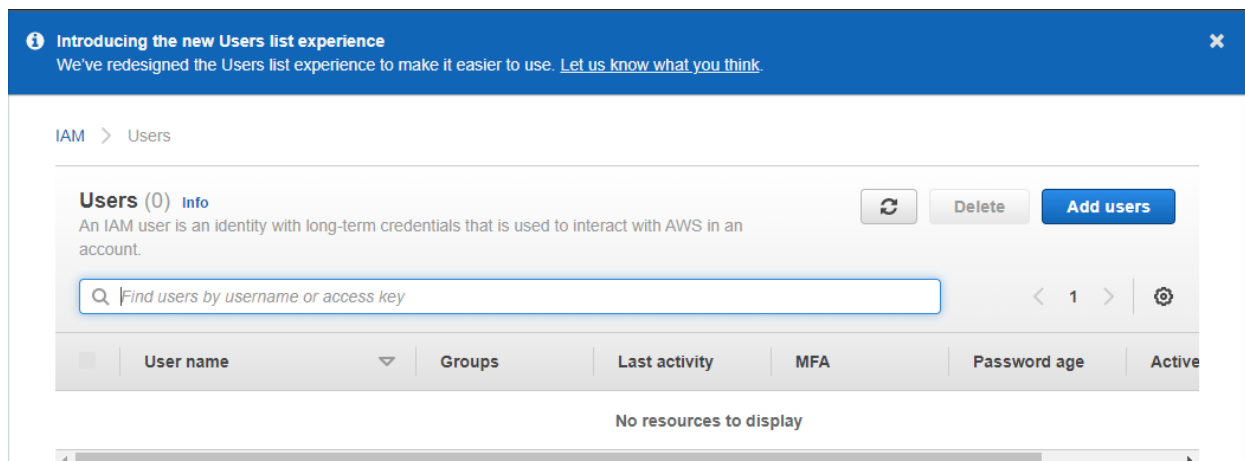 Introducing the new Users list experience
We've redesigned the Users list experience to make it easier to use. Let us know what you think.
IAM > Users
Users (0) Info
An IAM user is an identity with long-term credentials that is used to interact with AWS in an
account.
Delete
Add users
Find users by username or access key
1
User name Groups Last activity MFA Password age Active
No resources to display